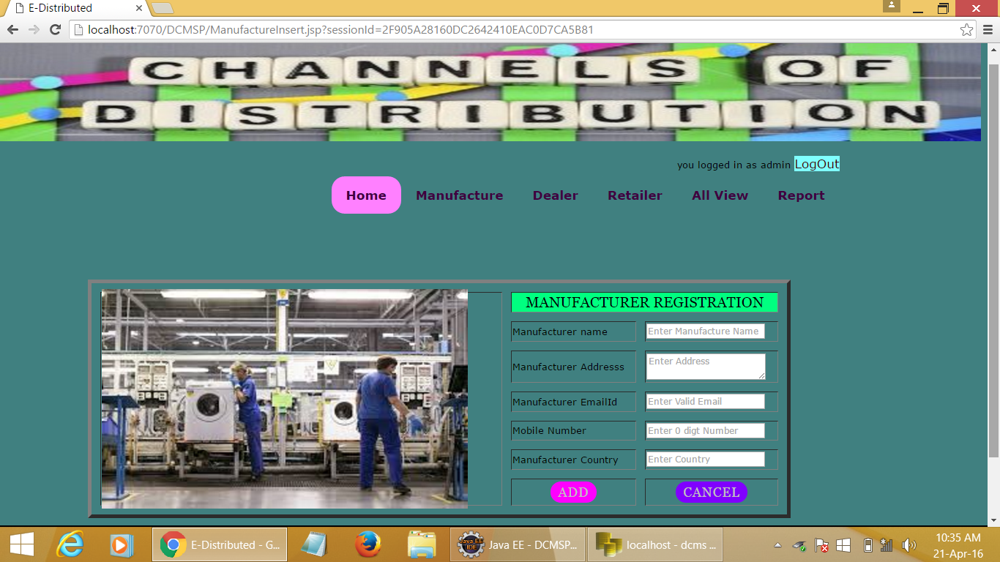 E-Distributed
localhost:7070/DCMSP/ManufactureInsert.jsp?sessionId=2F905A28160DC2642410EAC0D7CA5B81
CHANNELS OF
DISTRIBUTION
you logged in as admin LogOut
Home Manufacture Dealer Retailer All View Report
MANUFACTURER REGISTRATION
Manufacturer name Enter Manufacture Name
Manufacturer Addresss Enter Address
Manufacturer EmailId Enter Valid Email
Mobile Number Enter 0 digt Number
Manufacturer Country Enter Country
ADD CANCEL
E-Distributed - G... Java EE - DCMSP... localhost - dcms ... 10:35 AM
21-Apr-16